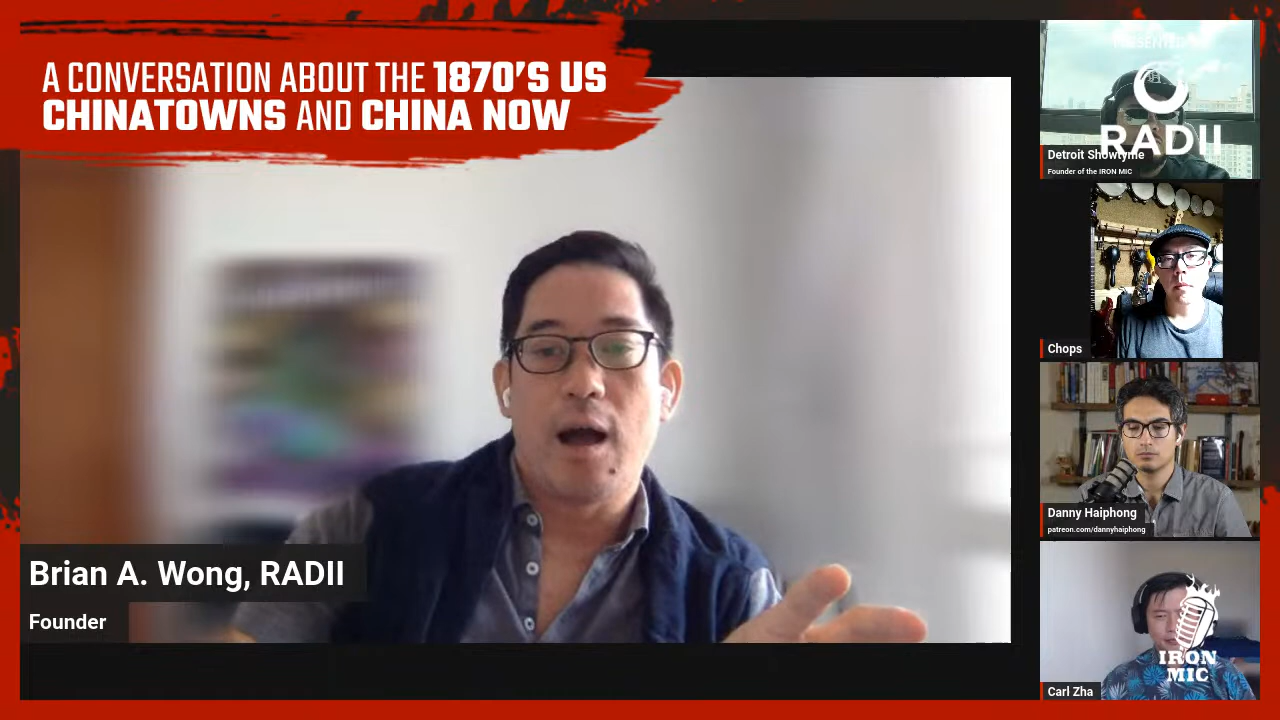 A CONVERSATION ABOUT THE 1870'S US
CHINATOWNS AND CHINA NOW
Brian A. Wong, RADII
Founder
PRESENTED
RADII
Detroit Showtyme
Founder of the IRON MIC
Chops
Danny Haiphong
patreon.com/dannyhaiphong
IRON
MIC
Carl Zha